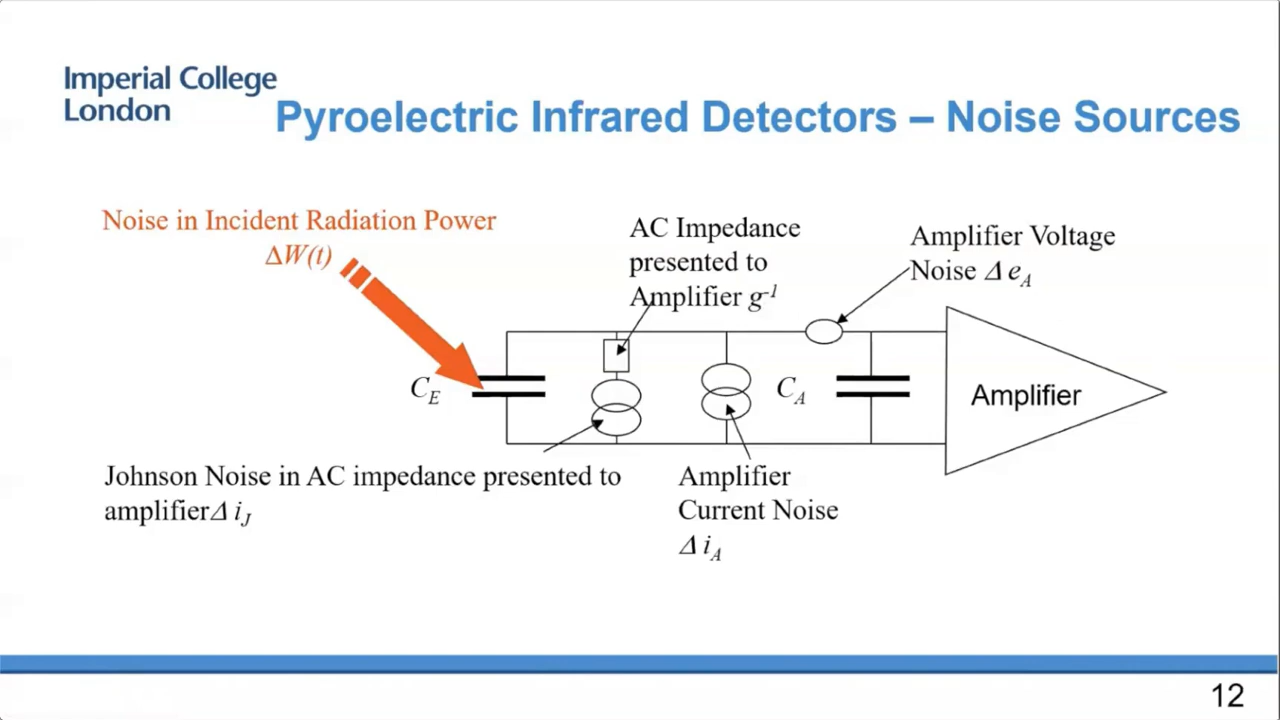 Imperial College
London
Pyroelectric Infrared Detectors – Noise Sources
Noise in Incident Radiation Power
ΔW(t)
AC Impedance
presented to
Amplifier g⁻¹
Amplifier Voltage
Noise Δ e_A
C_E
C_A
Amplifier
Johnson Noise in AC impedance presented to
amplifierΔ i_J
Amplifier
Current Noise
Δ i_A
12